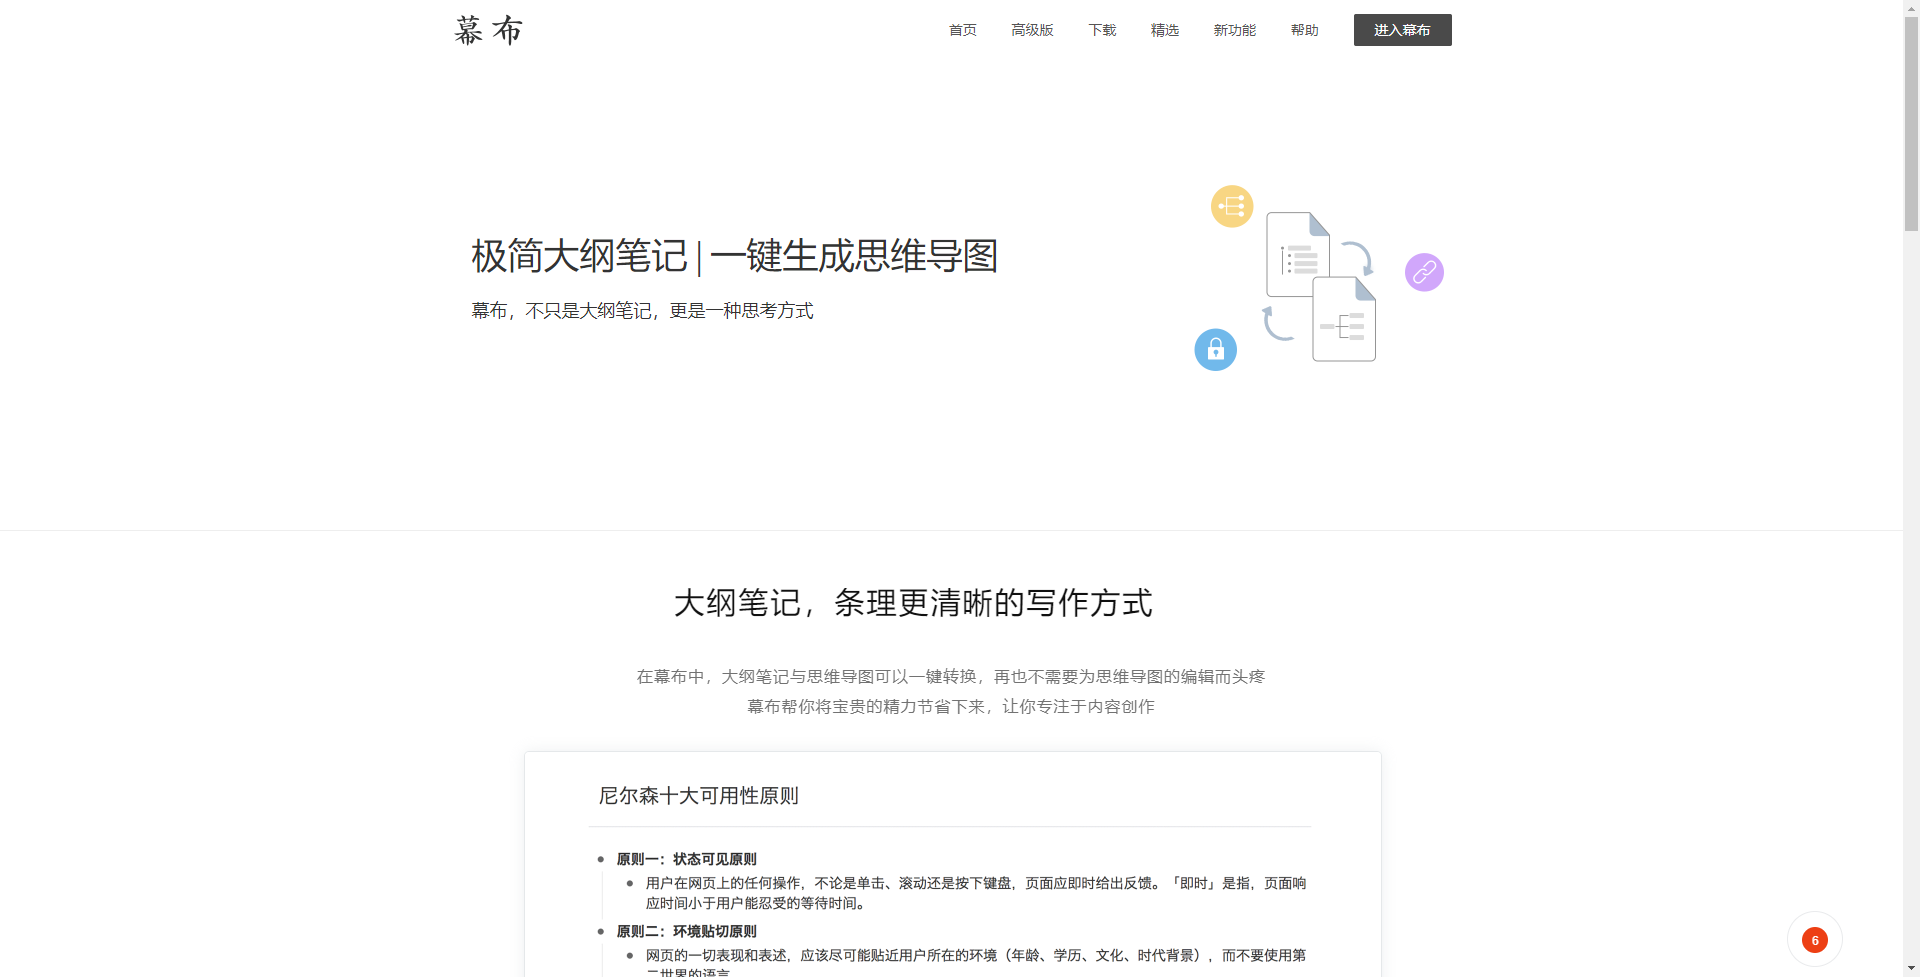 幕布
首页 高级版 下载 精选 新功能 帮助 进入幕布
极简大纲笔记 | 一键生成思维导图
幕布，不只是大纲笔记，更是一种思考方式
大纲笔记，条理更清晰的写作方式
在幕布中，大纲笔记与思维导图可以一键转换，再也不需要为思维导图的编辑而头疼
幕布帮你将宝贵的精力节省下来，让你专注于内容创作
尼尔森十大可用性原则
原则一：状态可见原则
用户在网页上的任何操作，不论是单击、滚动还是按下键盘，页面应即时给出反馈。「即时」是指，页面响
应时间小于用户能忍受的等待时间。
原则二：环境贴切原则
网页的一切表现和表述，应该尽可能贴近用户所在的环境（年龄、学历、文化、时代背景），而不要使用第
二世界的语言
6